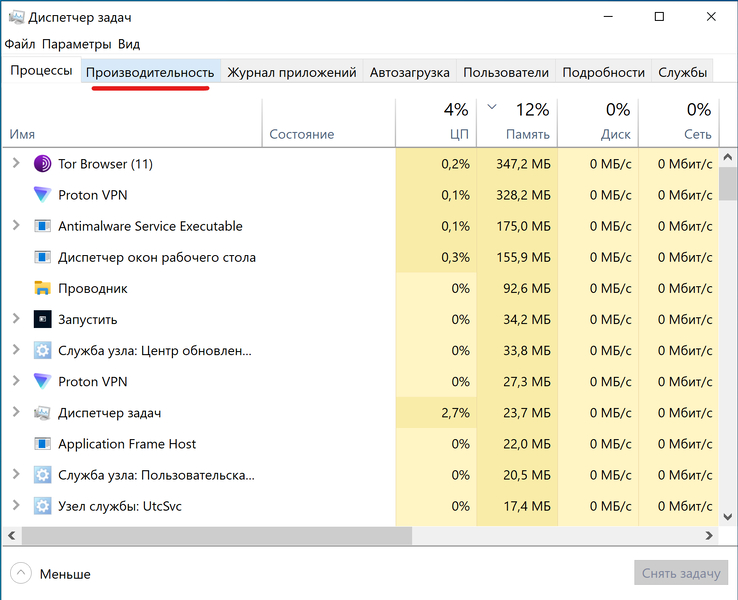 Диспетчер задач
Файл Параметры Вид
Процессы Производительность Журнал приложений Автозагрузка Пользователи Подробности Службы
4% 12% 0% 0%
Имя Состояние ЦП Память Диск Сеть
Tor Browser (11) 0,2% 347,2 МБ 0 МБ/с 0 Мбит/с
Proton VPN 0,1% 328,2 МБ 0 МБ/с 0 Мбит/с
Antimalware Service Executable 0,1% 175,0 МБ 0 МБ/с 0 Мбит/с
Диспетчер окон рабочего стола 0,3% 155,9 МБ 0 МБ/с 0 Мбит/с
Проводник 0% 92,6 МБ 0 МБ/с 0 Мбит/с
Запустить 0% 34,2 МБ 0 МБ/с 0 Мбит/с
Служба узла: Центр обновлен... 0% 33,8 МБ 0 МБ/с 0 Мбит/с
Proton VPN 0% 27,3 МБ 0 МБ/с 0 Мбит/с
Диспетчер задач 2,7% 23,7 МБ 0 МБ/с 0 Мбит/с
Application Frame Host 0% 22,0 МБ 0 МБ/с 0 Мбит/с
Служба узла: Пользовательска... 0% 20,5 МБ 0 МБ/с 0 Мбит/с
Узел службы: UtcSvc 0% 17,4 МБ 0 МБ/с 0 Мбит/с
Меньше Снять задачу